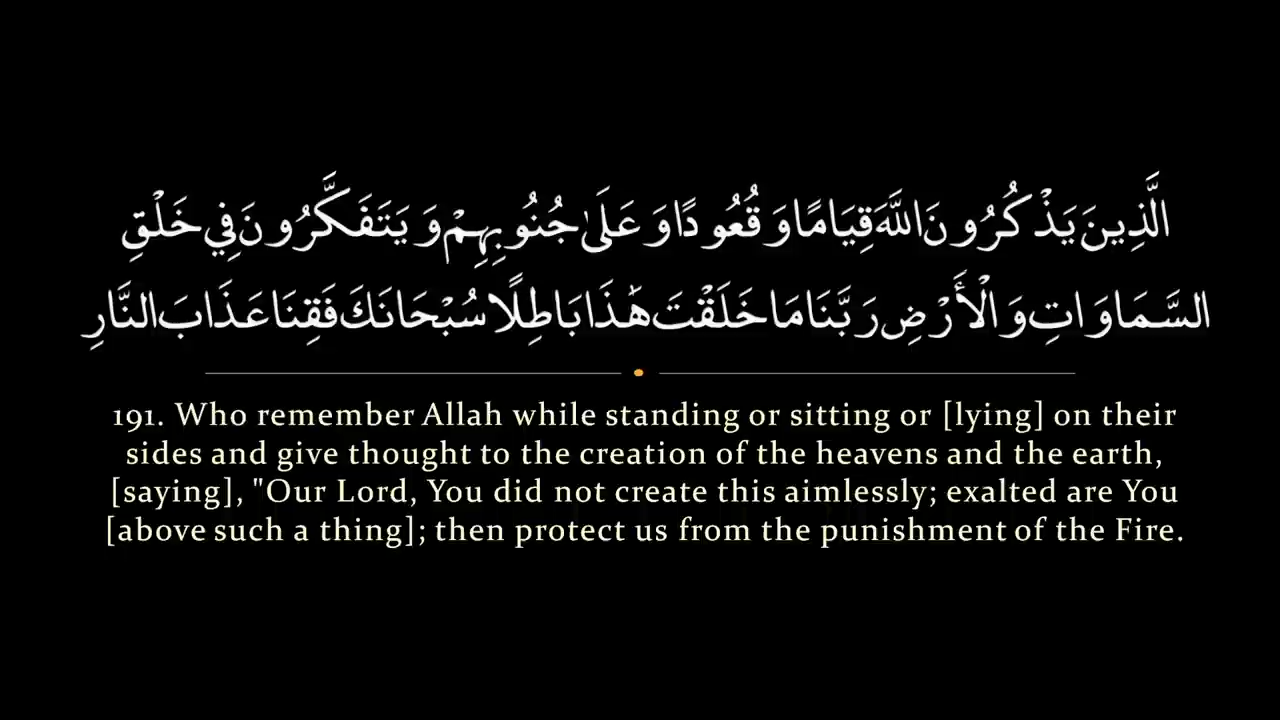 الَّذِينَ يَذْكُرُونَ اللَّهَ قِيَامًا وَقُعُودًا وَعَلَىٰ جُنُوبِهِمْ وَيَتَفَكَّرُونَ فِي خَلْقِ
السَّمَاوَاتِ وَالْأَرْضِ رَبَّنَا مَا خَلَقْتَ هَٰذَا بَاطِلًا سُبْحَانَكَ فَقِنَا عَذَابَ النَّارِ
191. Who remember Allah while standing or sitting or [lying] on their
sides and give thought to the creation of the heavens and the earth,
[saying], "Our Lord, You did not create this aimlessly; exalted are You
[above such a thing]; then protect us from the punishment of the Fire.